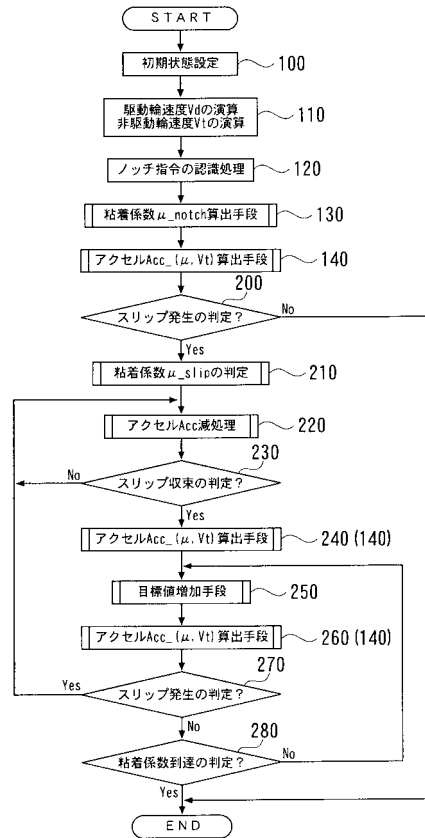 START
初期状態設定
100
駆動輪速度Vdの演算
非駆動輪速度Vtの演算
110
ノッチ指令の認識処理
120
粘着係数μ_notch算出手段
130
アクセルAcc_(μ,Vt)算出手段
140
200
スリップ発生の判定?
No
Yes
粘着係数μ_slipの判定
210
アクセルAcc減処理
220
230
No
スリップ収束の判定?
Yes
アクセルAcc_(μ,Vt)算出手段
240(140)
目標値増加手段
250
アクセルAcc_(μ,Vt)算出手段
260(140)
270
Yes
スリップ発生の判定?
No
280
粘着係数到達の判定?
No
Yes
END